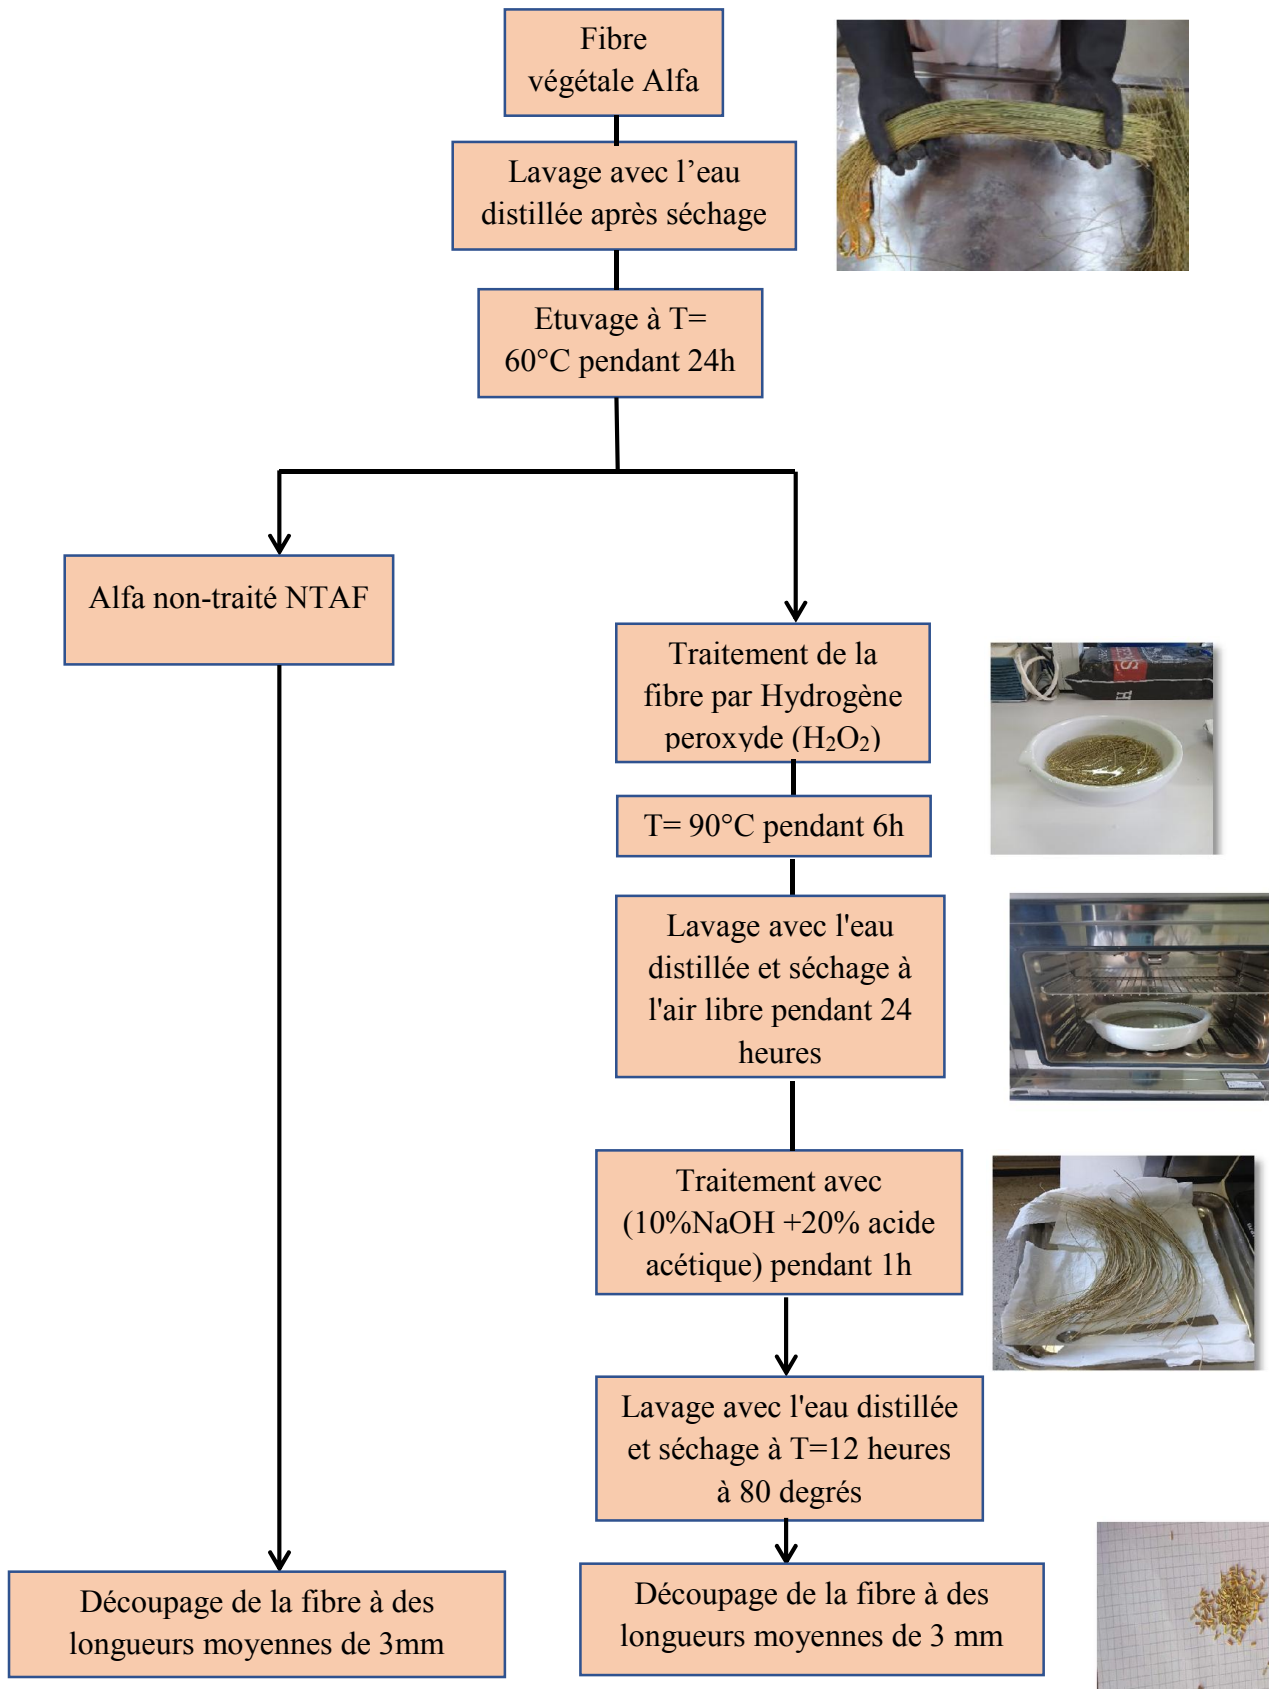 Fibre
végétale Alfa
Lavage avec l’eau
distillée après séchage
Etuvage à T=
60°C pendant 24h
Alfa non-traité NTAF
Traitement de la
fibre par Hydrogène
peroxyde (H₂O₂)
T= 90°C pendant 6h
Lavage avec l'eau
distillée et séchage à
l'air libre pendant 24
heures
Traitement avec
(10%NaOH +20% acide
acétique) pendant 1h
Lavage avec l'eau distillée
et séchage à T=12 heures
à 80 degrés
Découpage de la fibre à des
longueurs moyennes de 3mm
Découpage de la fibre à des
longueurs moyennes de 3 mm